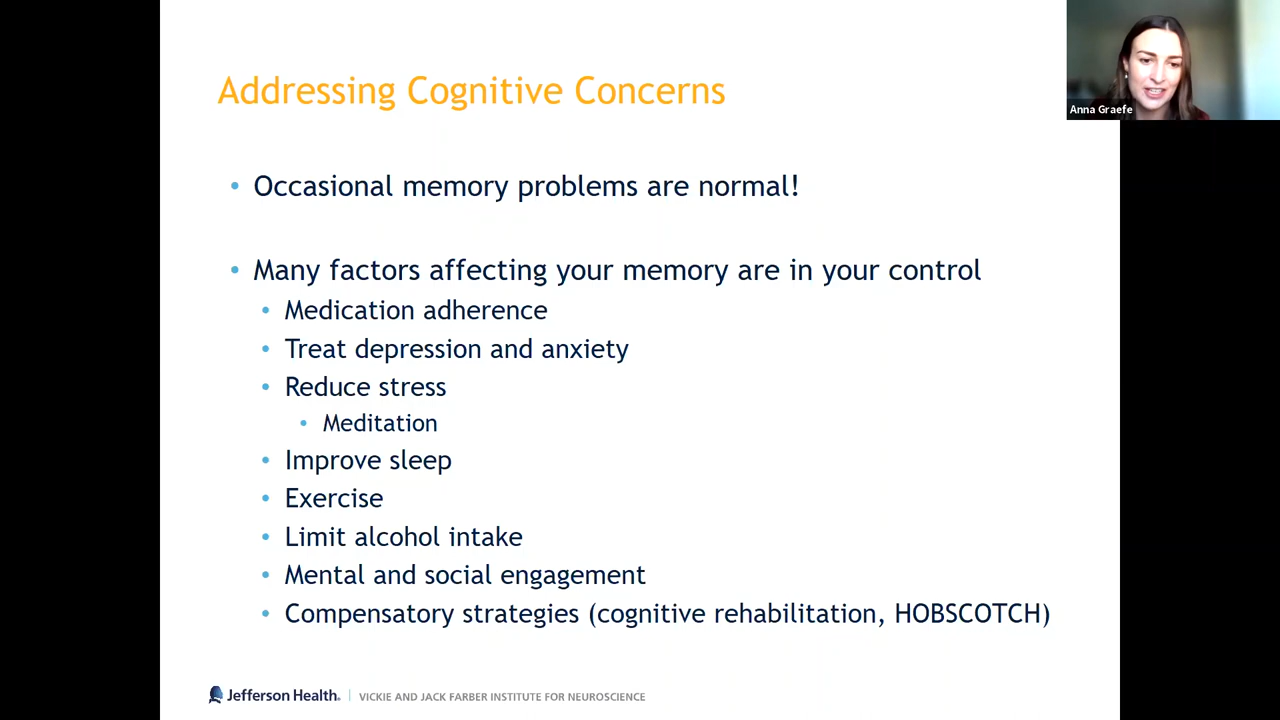 Addressing Cognitive Concerns
Anna Graefe
• Occasional memory problems are normal!
• Many factors affecting your memory are in your control
• Medication adherence
• Treat depression and anxiety
• Reduce stress
• Meditation
• Improve sleep
• Exercise
• Limit alcohol intake
• Mental and social engagement
• Compensatory strategies (cognitive rehabilitation, HOBSCOTCH)
Jefferson Health. | VICKIE AND JACK FARBER INSTITUTE FOR NEUROSCIENCE